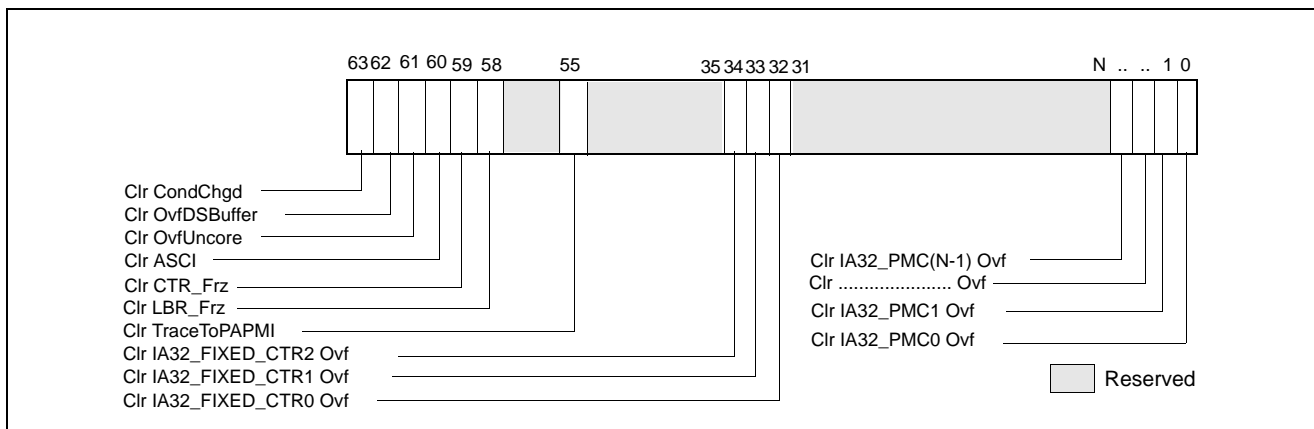 63 62 61 60 59 58 55 35 34 33 32 31 N .. .. 1 0
Clr CondChgd
Clr OvfDSBuffer
Clr OvfUncore
Clr ASCI
Clr CTR_Frz
Clr LBR_Frz
Clr TraceToPAPMI
Clr IA32_FIXED_CTR2 Ovf
Clr IA32_FIXED_CTR1 Ovf
Clr IA32_FIXED_CTR0 Ovf
Clr IA32_PMC(N-1) Ovf
Clr ...................... Ovf
Clr IA32_PMC1 Ovf
Clr IA32_PMC0 Ovf
Reserved